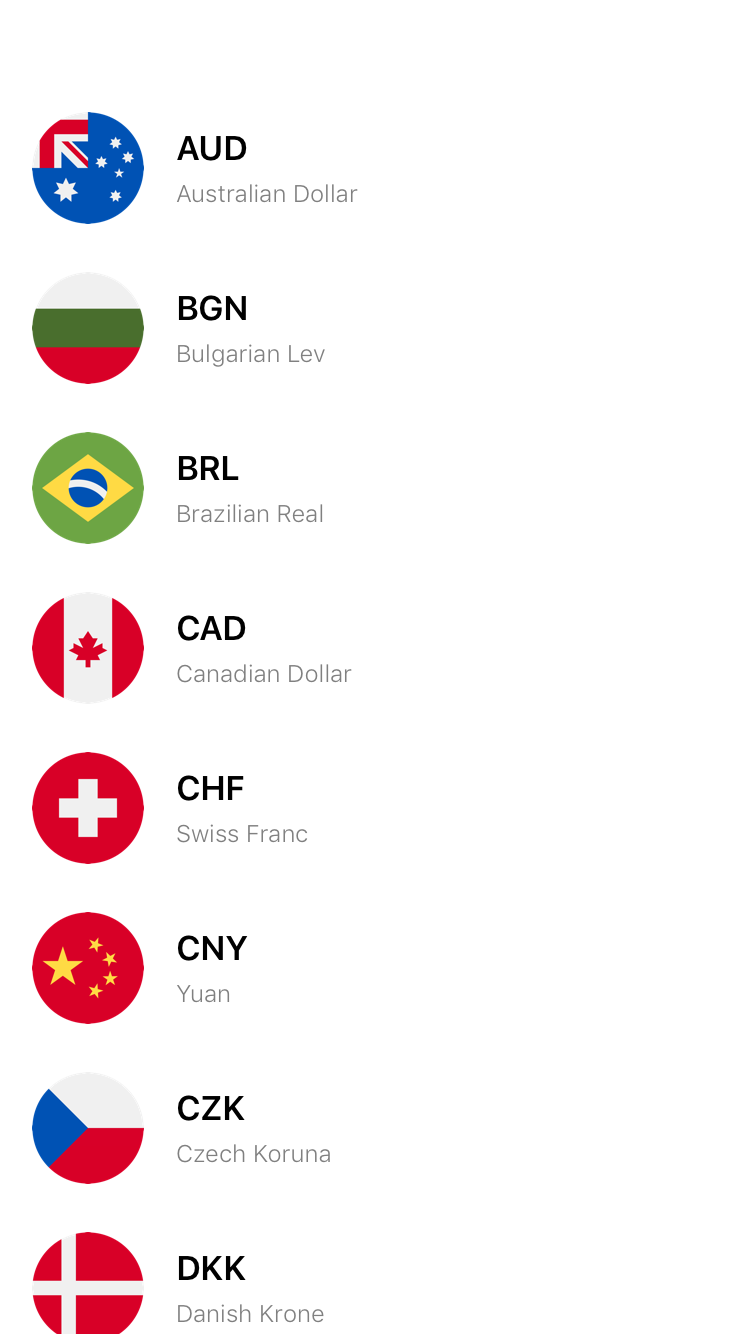 AUD
Australian Dollar
BGN
Bulgarian Lev
BRL
Brazilian Real
CAD
Canadian Dollar
CHF
Swiss Franc
CNY
Yuan
CZK
Czech Koruna
DKK
Danish Krone